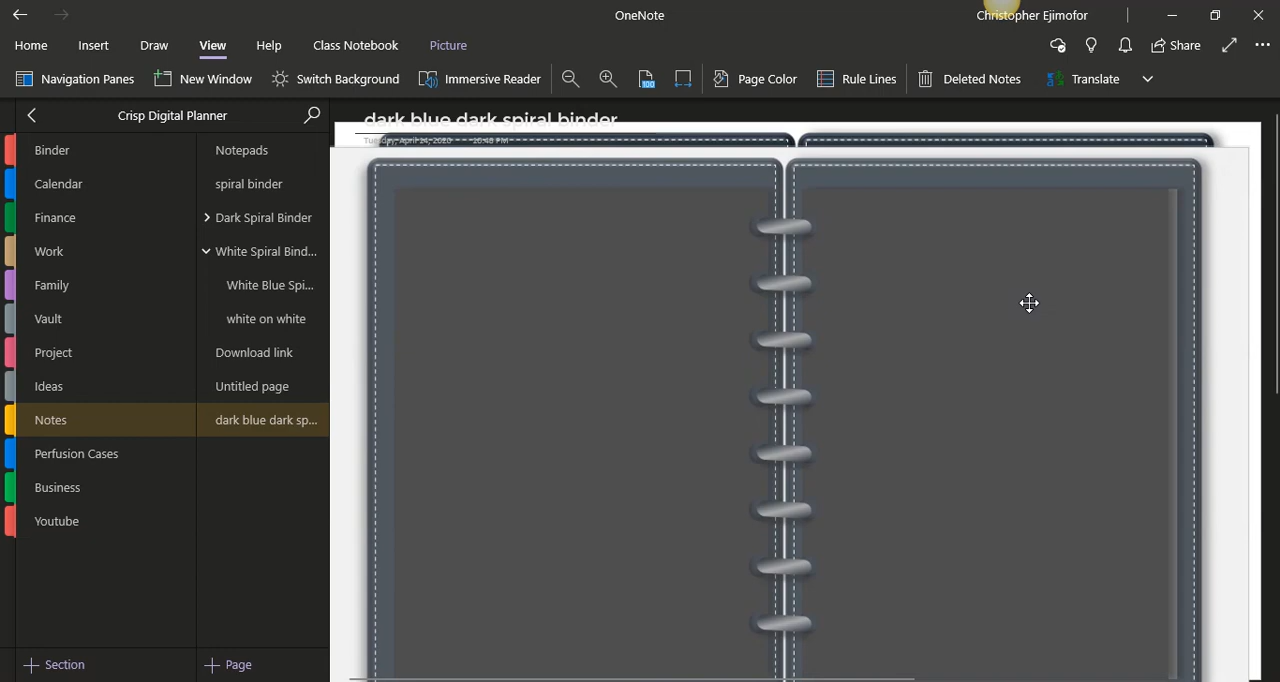 OneNote
Christopher Ejimofor
Home Insert Draw View Help Class Notebook Picture
Share
Navigation Panes New Window Switch Background Immersive Reader 100 Page Color Rule Lines Deleted Notes Translate
Crisp Digital Planner
Binder
Calendar
Finance
Work
Family
Vault
Project
Ideas
Notes
Perfusion Cases
Business
Youtube
Section
Notepads
spiral binder
Dark Spiral Binder
White Spiral Bind...
White Blue Spi...
white on white
Download link
Untitled page
dark blue dark sp...
Page
dark blue dark spiral binder